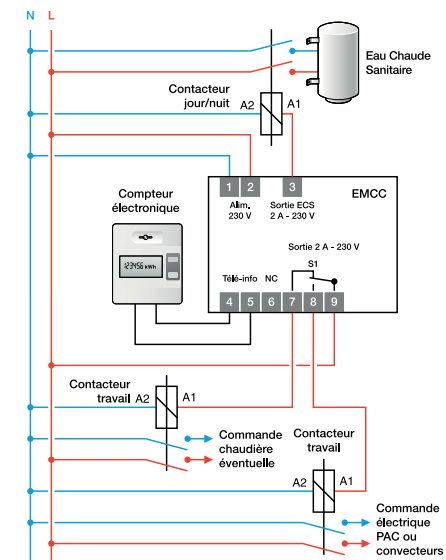 N L
Eau Chaude
Sanitaire
Contacteur
jour/nuit
A2 A1
1 2 3 EMCC
Alim.
230 V
Sortie ECS
2 A - 230 V
Compteur
électronique
123456 kWh
Sortie 2 A - 230 V
S1
Télé-info NC
4 5 6 7 8 9
Contacteur
travail A2 A1
Commande
chaudière
éventuelle
Contacteur
travail
A2 A1
Commande
électrique
PAC ou
convecteurs